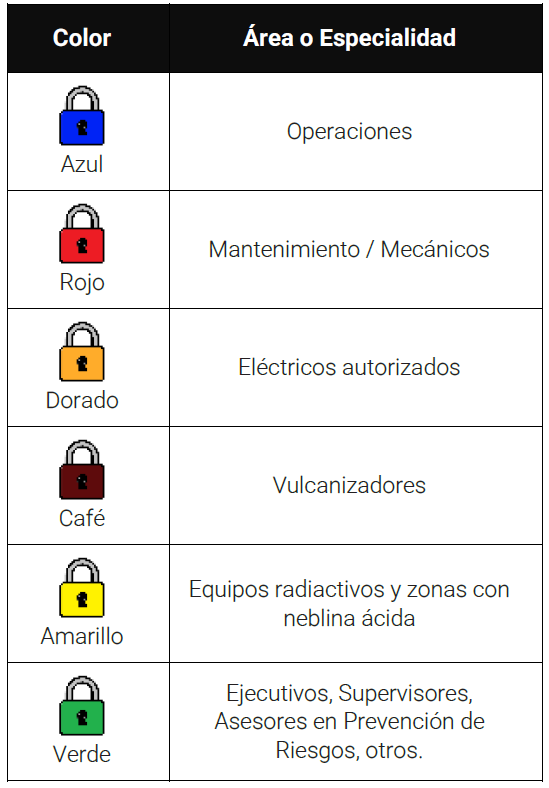 Color
Área o Especialidad
Azul
Operaciones
Rojo
Mantenimiento / Mecánicos
Dorado
Eléctricos autorizados
Café
Vulcanizadores
Amarillo
Equipos radiactivos y zonas con
neblina ácida
Verde
Ejecutivos, Supervisores,
Asesores en Prevención de
Riesgos, otros.